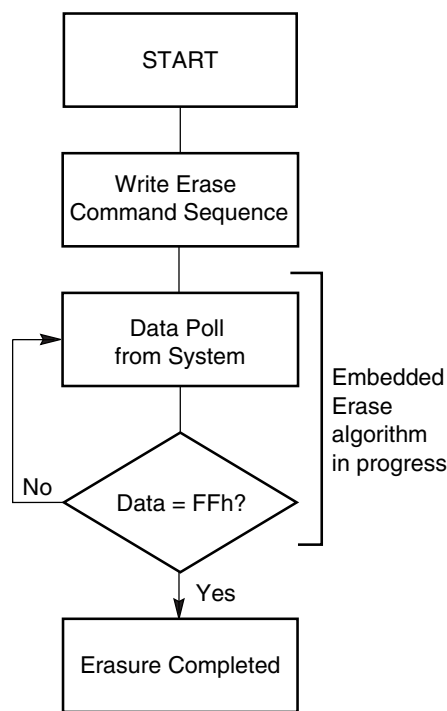 START
Write Erase
Command Sequence
Data Poll
from System
Embedded
Erase
algorithm
in progress
No
Data = FFh?
Yes
Erasure Completed